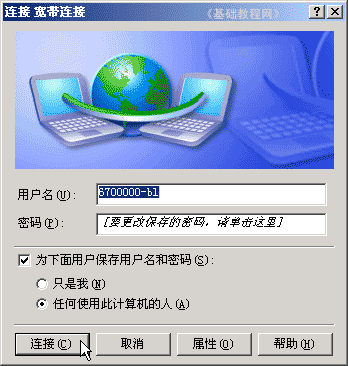 连接 宽带连接 《基础教程网》
用户名(U): 6700000-bl
密码(P): [要更改保存的密码，请单击这里]
为下面用户保存用户名和密码(S):
只是我(N)
任何使用此计算机的人(A)
连接(C) 取消 属性(O) 帮助(H)